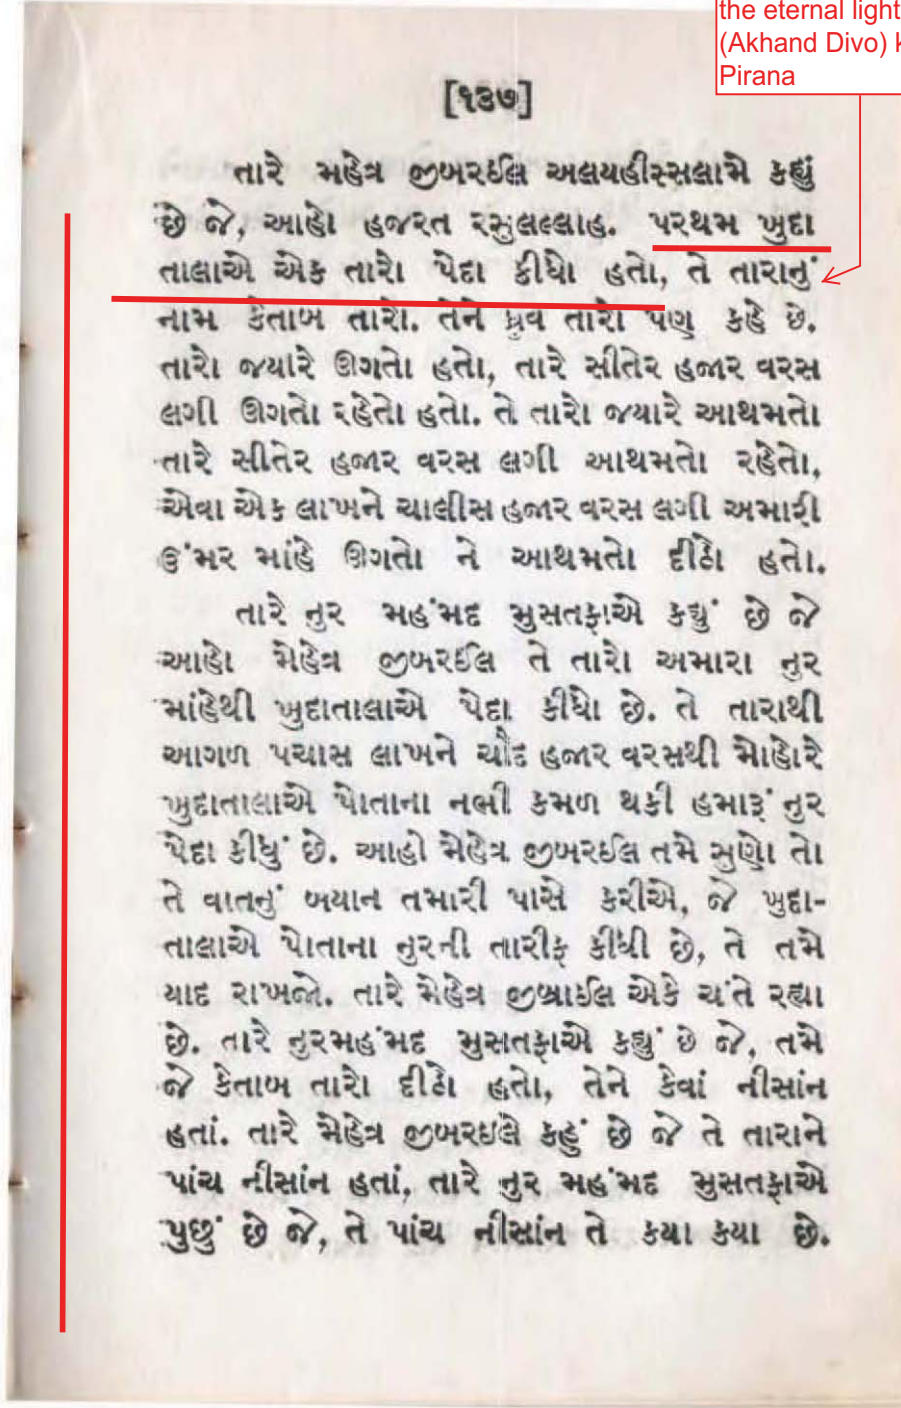 the eternal light
(Akhand Divo) k
Pirana
[૧૩૭]
તારે મહેત્ર જીબરઈલ અલયહીસ્સલામે કહ્યું
છે જે, આહો હજરત રસુલલ્લાહ. પરથમ ખુદા
તાલાએ એક તારો પેદા કીધો હતો, તે તારાનું
નામ કેતાબ તારો. તેને ધ્રુવ તારો પણ કહે છે.
તારો જ્યારે ઊગતો હતો, તારે સીતેર હજાર વરસ
લગી ઊગતો રહેતો હતો. તે તારો જ્યારે આથમતો
તારે સીતેર હજાર વરસ લગી આથમતો રહેતો,
એવા એક લાખને ચાલીસ હજાર વરસ લગી અમારી
ઉંમર માંહે ઊગતો ને આથમતો દીઠો હતો.
તારે નુર મહંમદ મુસતફાએ કહ્યું છે જે
આહો મેહેત્ર જીબરઈલ તે તારો અમારા નુર
માંહેથી ખુદાતાલાએ પેદા કીધો છે. તે તારાથી
આગળ પચાસ લાખને ચૌદ હજાર વરસથી મોહોરે
ખુદાતાલાએ પોતાના નભી કમળ થકી હમારૂં નુર
પેદા કીધું છે. આહો મેહેત્ર જીબરઈલ તમે સુણો તો
તે વાતનું બયાન તમારી પાસે કરીએ, જે ખુદા-
તાલાએ પોતાના નુરની તારીફ કીધી છે, તે તમે
યાદ રાખજો. તારે મેહેત્ર જીબ્રાઈલ એકે ચંતે રહ્યા
છે. તારે નુરમહંમદ મુસતફાએ કહ્યું છે જે, તમે
જે કેતાબ તારો દીઠો હતો, તેને કેવાં નીસાંન
હતાં. તારે મેહેત્ર જીબરઇલે કહું છે જે તે તારાને
પાંચ નીસાંન હતાં, તારે નુર મહંમદ મુસતફાએ
પુછું છે જે, તે પાંચ નીસાંન તે કયા કયા છે.